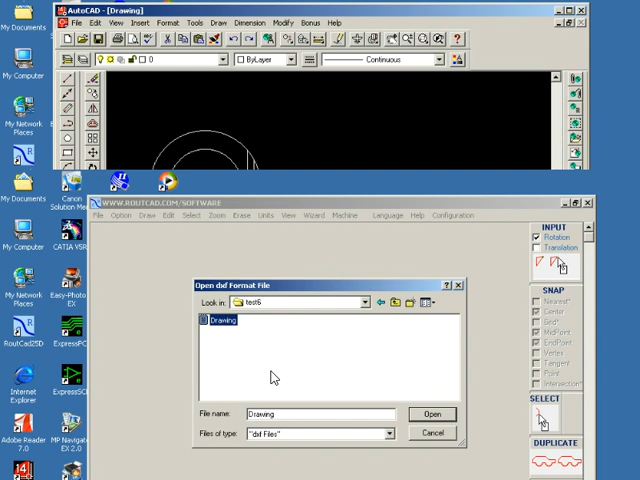 My Documents
AutoCAD - [Drawing]
File Edit View Insert Format Tools Draw Dimension Modify Bonus Help
0 ByLayer Continuous
My Computer
My Network Places
My Documents
Canon
WWW.ROUTCAD.COM/SOFTWARE
File Option Draw Edit Select Zoom Erase Units View Wizard Machine Language Help Configuration
INPUT
Rotation
Translation
My Computer
CATIA V5R
Open dxf Format File
Look in: test6
Drawing
My Network Places
Easy-Photo
EX
SNAP
Nearest*
Center
Grid*
MidPoint
EndPoint
Vertex
Tangent
Point
Intersection*
RoutCad25D
ExpressPC
Internet Explorer
ExpressSC
SELECT
File name: Drawing Open
Files of type: "dxf Files" Cancel
Adobe Reader 7.0
MP Navigat
EX 2.0
DUPLICATE
14